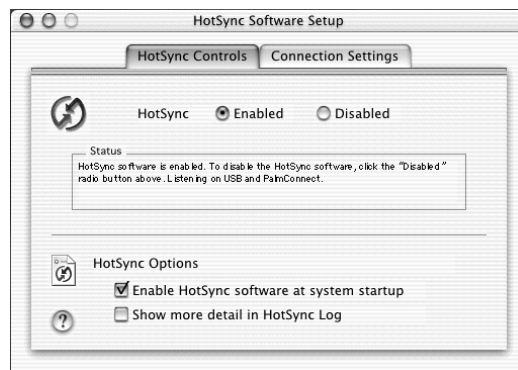 HotSync Software Setup
HotSync Controls Connection Settings
HotSync Enabled Disabled
Status
HotSync software is enabled. To disable the HotSync software, click the "Disabled"
radio button above. Listening on USB and PalmConnect.
HotSync Options
Enable HotSync software at system startup
Show more detail in HotSync Log
?